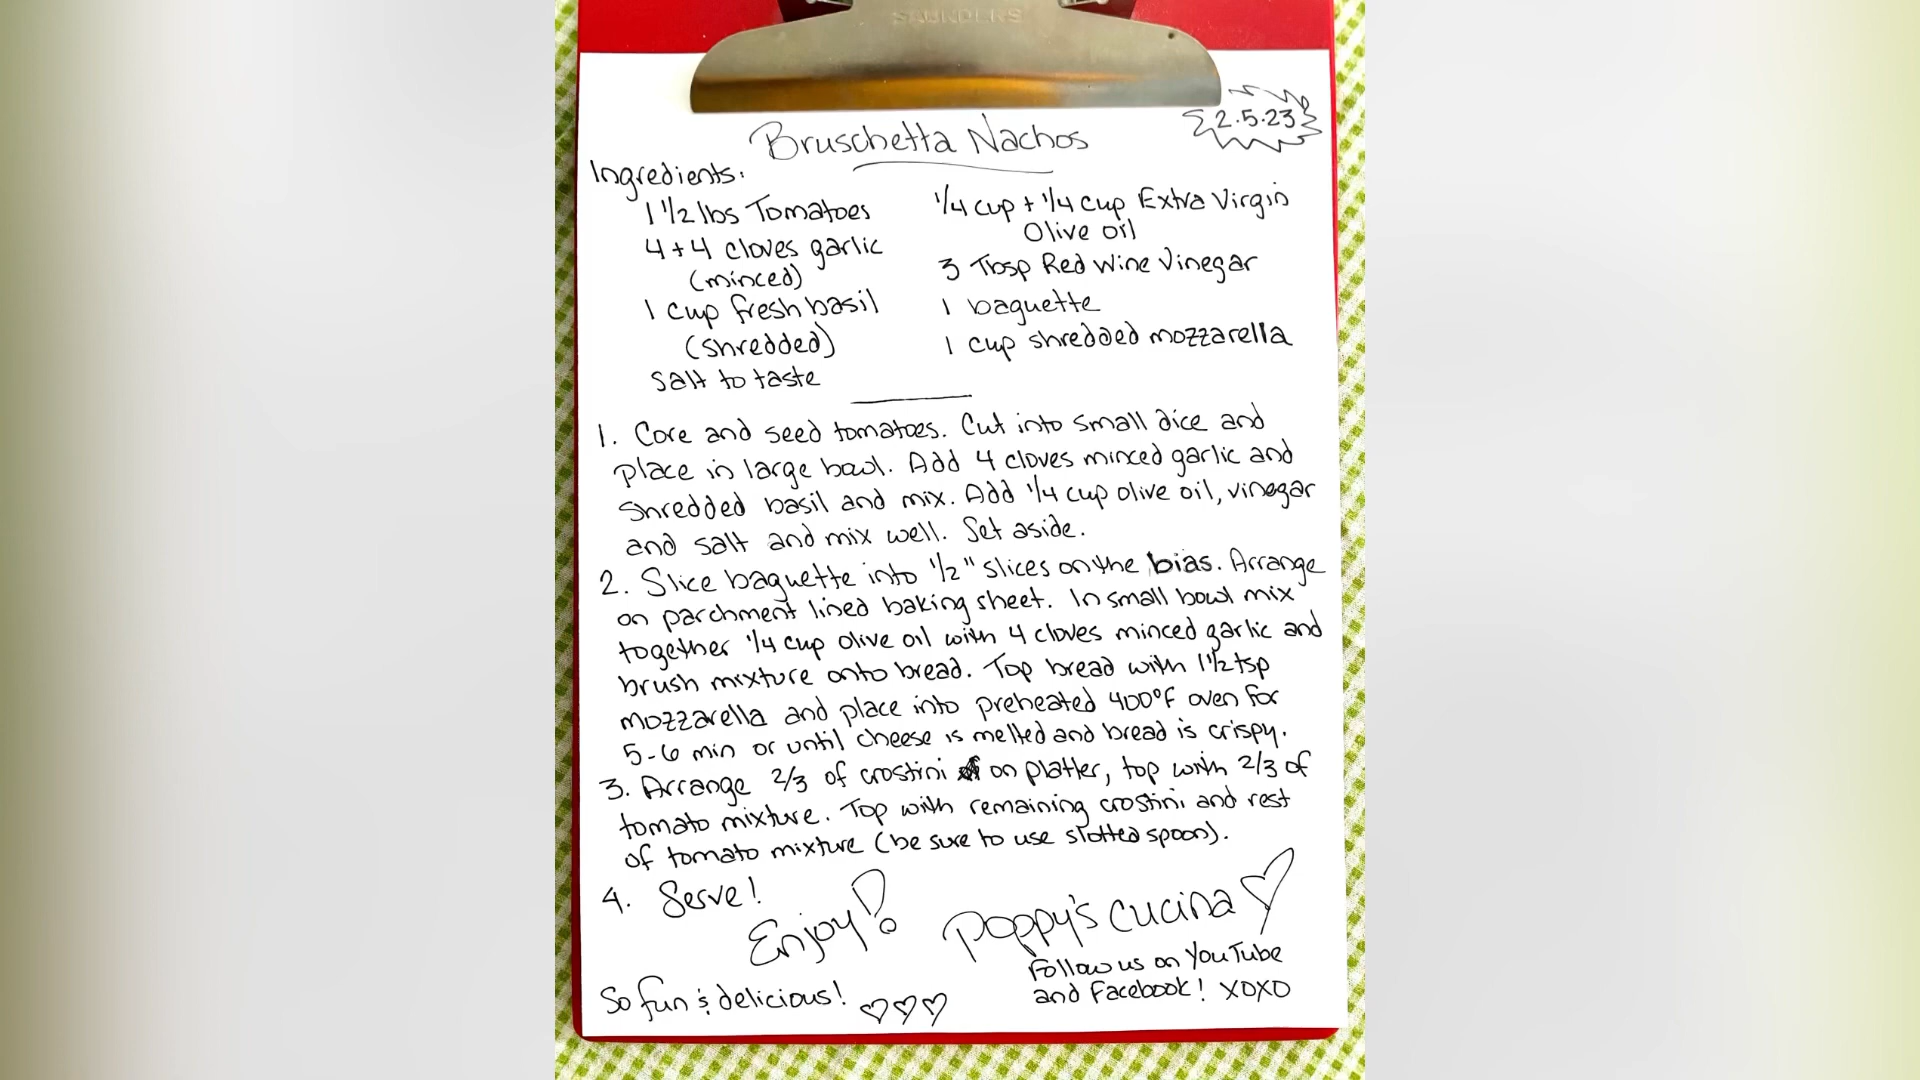 SAUNDERS
2.5.23
Bruschetta Nachos
Ingredients:
1 1/2 lbs Tomatoes
4 + 4 cloves garlic
(minced)
1 cup fresh basil
(shredded)
salt to taste
1/4 cup + 1/4 cup Extra Virgin
Olive oil
3 Tbsp Red Wine Vinegar
1 baguette
1 cup shredded mozzarella
1. Core and seed tomatoes. Cut into small dice and
place in large bowl. Add 4 cloves minced garlic and
shredded basil and mix. Add 1/4 cup olive oil, vinegar
and salt and mix well. Set aside.
2. Slice baguette into 1/2" slices on the bias. Arrange
on parchment lined baking sheet. In small bowl mix
together 1/4 cup olive oil with 4 cloves minced garlic and
brush mixture onto bread. Top bread with 1 1/2 tsp
mozzarella and place into preheated 400°F oven for
5-6 min or until cheese is melted and bread is crispy.
3. Arrange 2/3 of crostini on platter, top with 2/3 of
tomato mixture. Top with remaining crostini and rest
of tomato mixture (be sure to use slotted spoon).
4. Serve!
Enjoy!
Poppy's Cucina
Follow us on YouTube
and Facebook! XOXO
So fun & delicious!